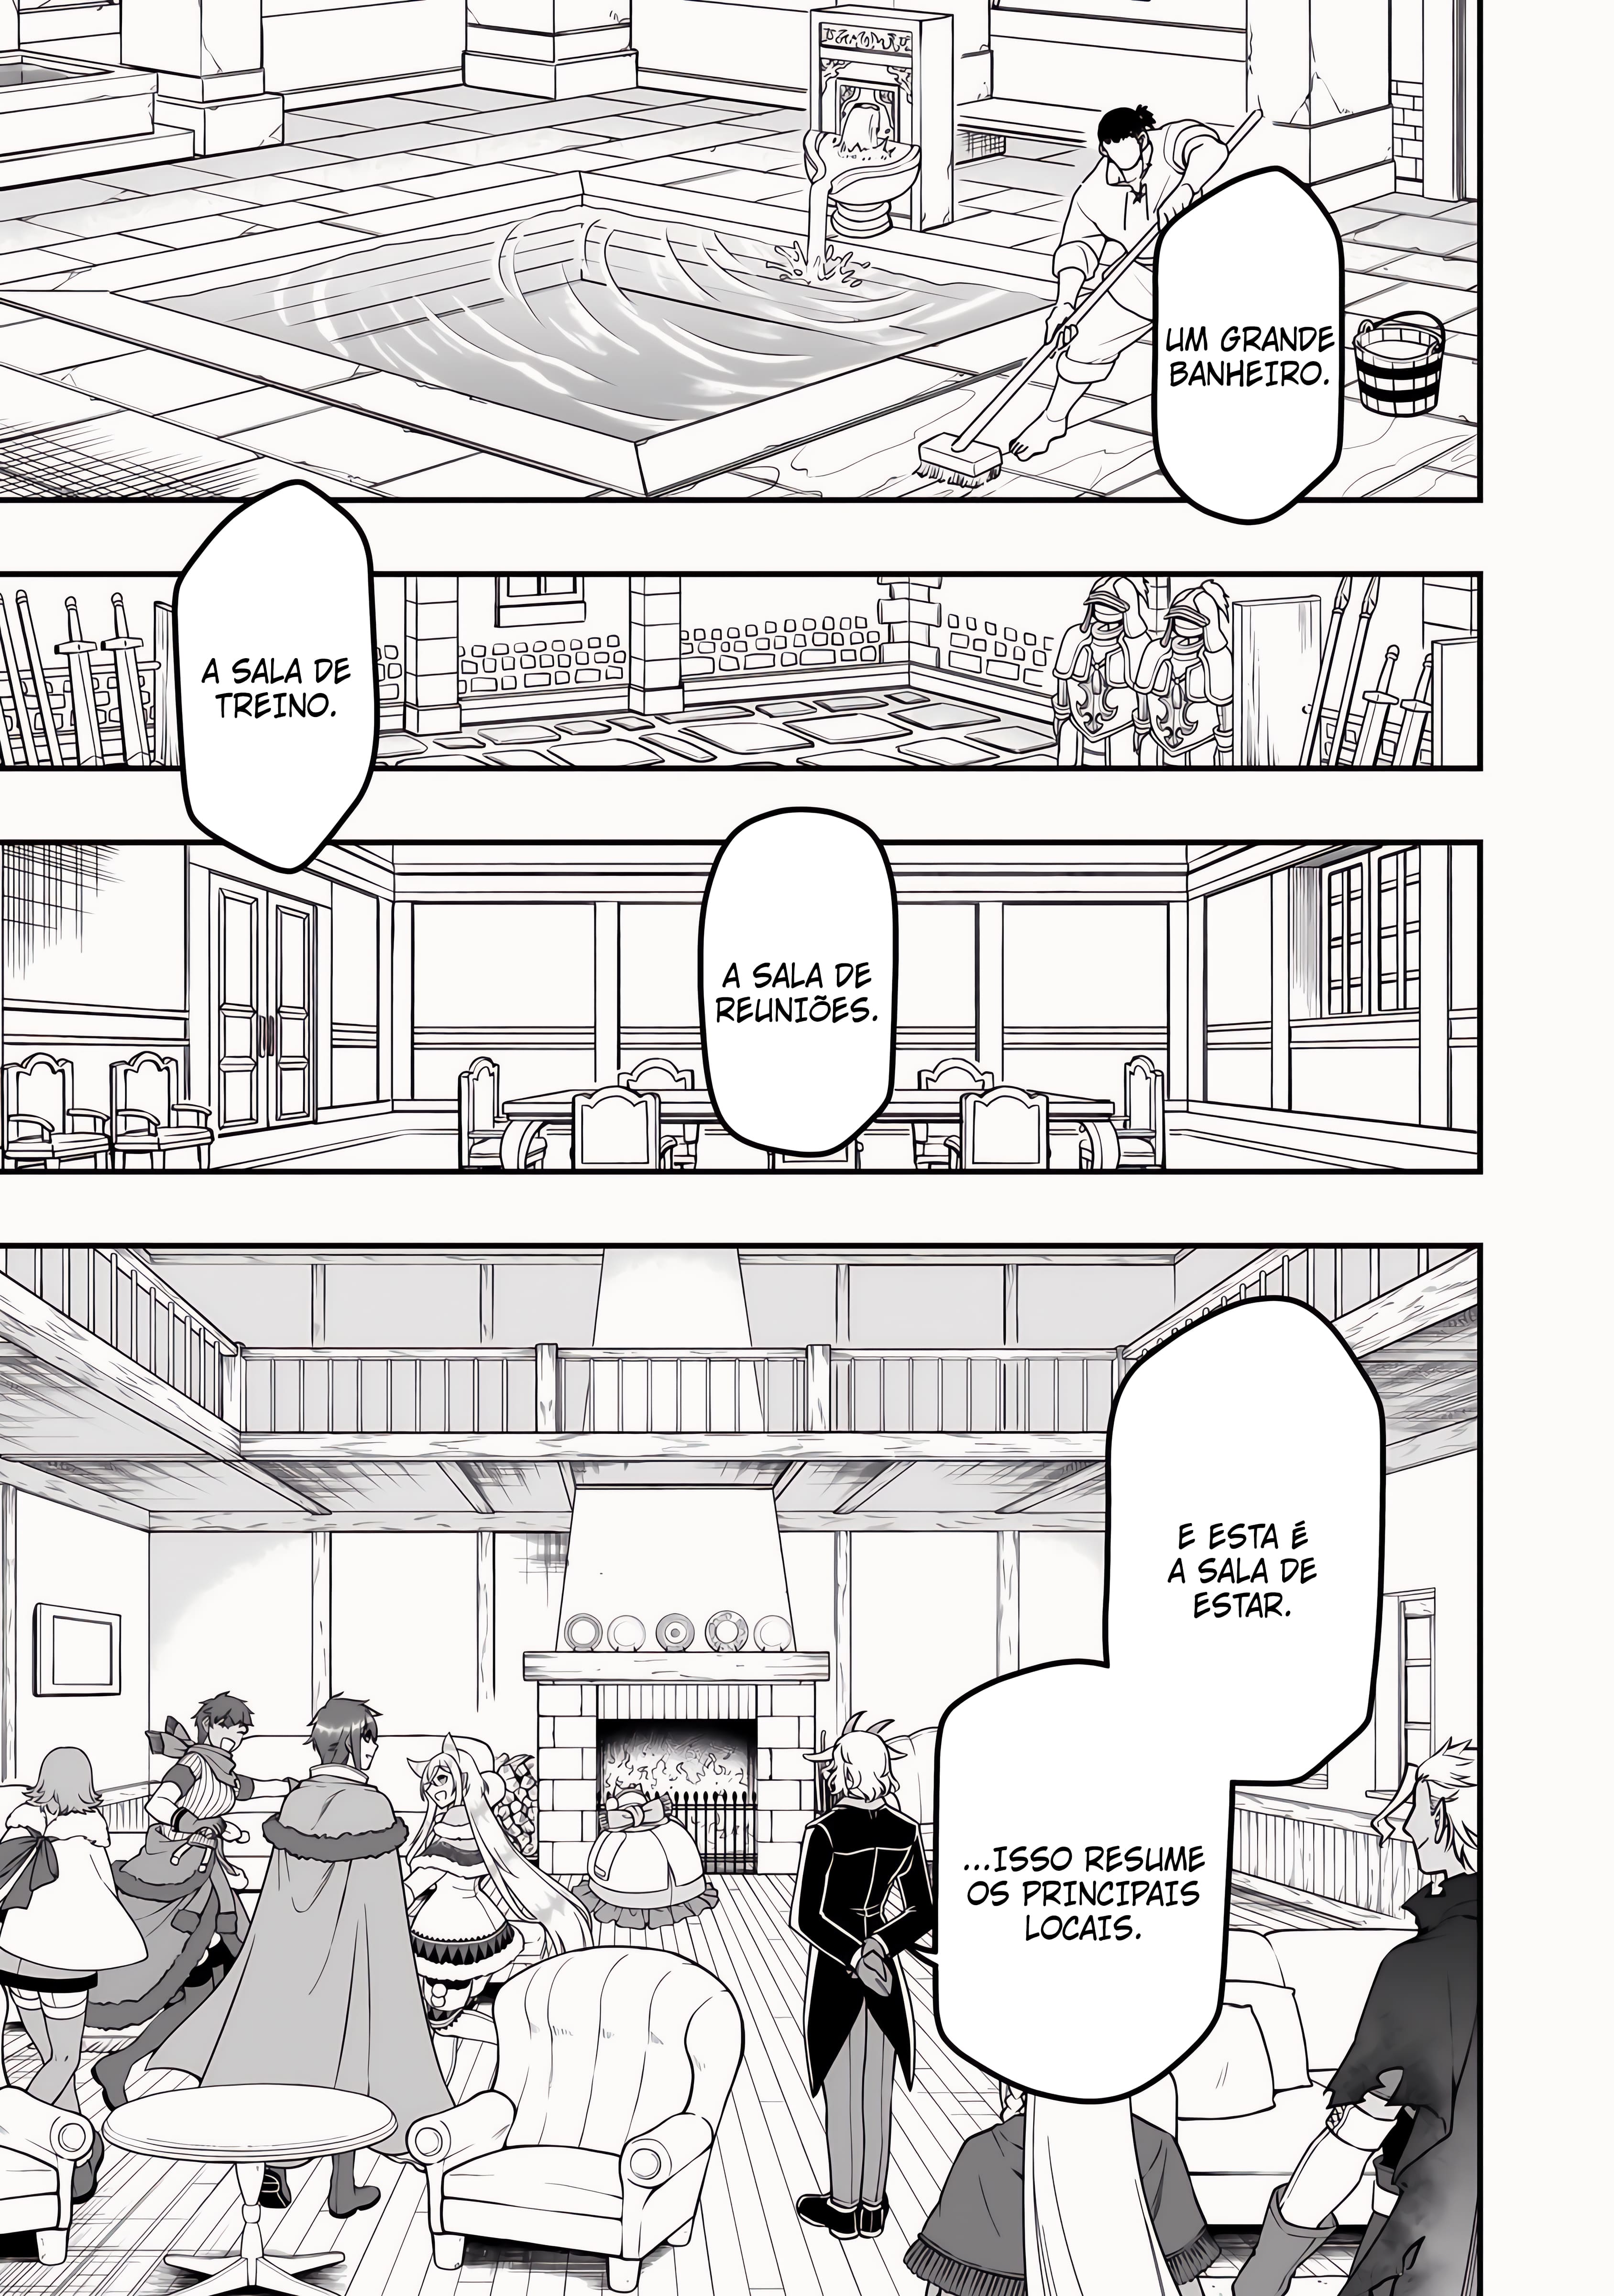 UM GRANDE
BANHEIRO.
A SALA DE
TREINO.
A SALA DE
REUNIÕES.
E ESTA É
A SALA DE
ESTAR.
...ISSO RESUME
OS PRINCIPAIS
LOCAIS.